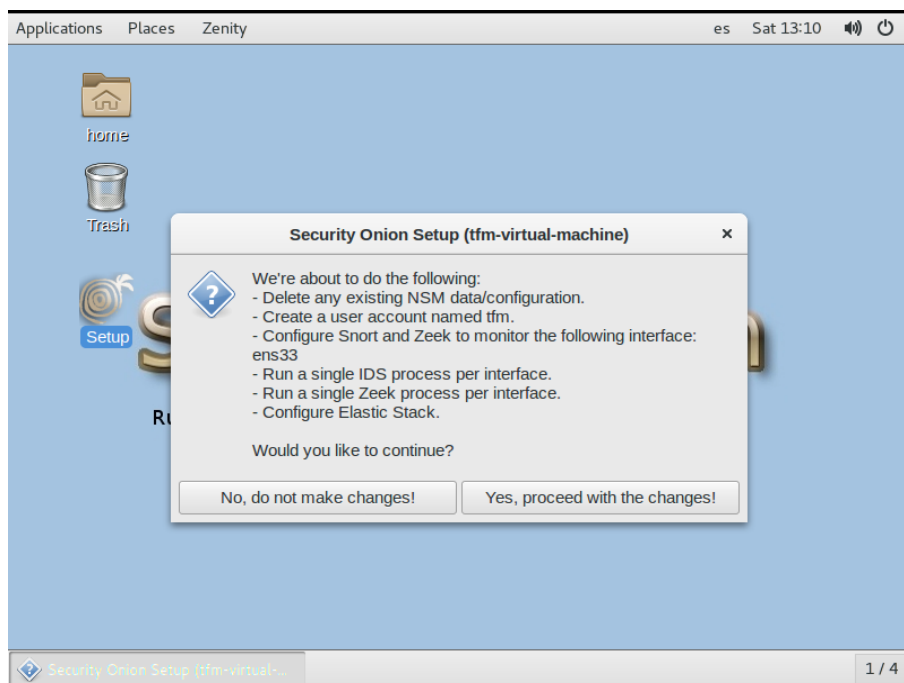 Applications Places Zenity es Sat 13:10
home
Trash
Setup
Security Onion Setup (tfm-virtual-machine) ×
We're about to do the following:
- Delete any existing NSM data/configuration.
- Create a user account named tfm.
- Configure Snort and Zeek to monitor the following interface:
ens33
- Run a single IDS process per interface.
- Run a single Zeek process per interface.
- Configure Elastic Stack.
Would you like to continue?
No, do not make changes! Yes, proceed with the changes!
Security Onion Setup (tfm-virtual-... 1 / 4